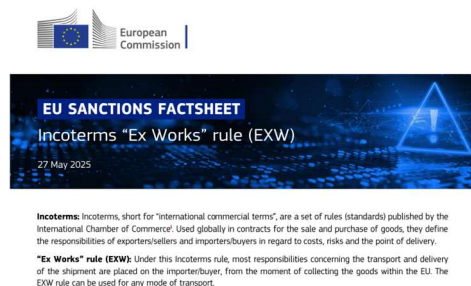 European
Commission
EU SANCTIONS FACTSHEET
Incoterms “Ex Works” rule (EXW)
27 May 2025
Incoterms: Incoterms, short for “international commercial terms”, are a set of rules (standards) published by the
International Chamber of Commerce¹. Used globally in contracts for the sale and purchase of goods, they define
the responsibilities of exporters/sellers and importers/buyers in regard to costs, risks and the point of delivery.
“Ex Works” rule (EXW): Under this Incoterms rule, most responsibilities concerning the transport and delivery
of the shipment are placed on the importer/buyer, from the moment of collecting the goods within the EU. The
EXW rule can be used for any mode of transport.